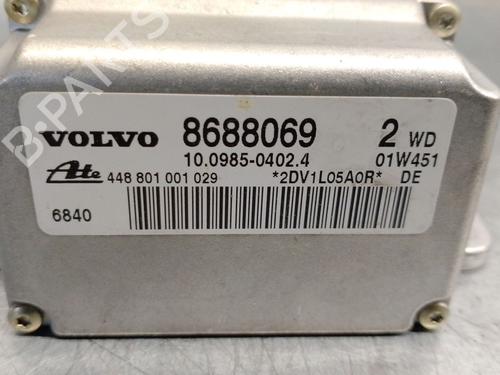 B-PARTS
VOLVO 8688069 2 WD
10.0985-0402.4 01W451
Ate 448 801 001 029 *2DV1L05A0R* DE
6840